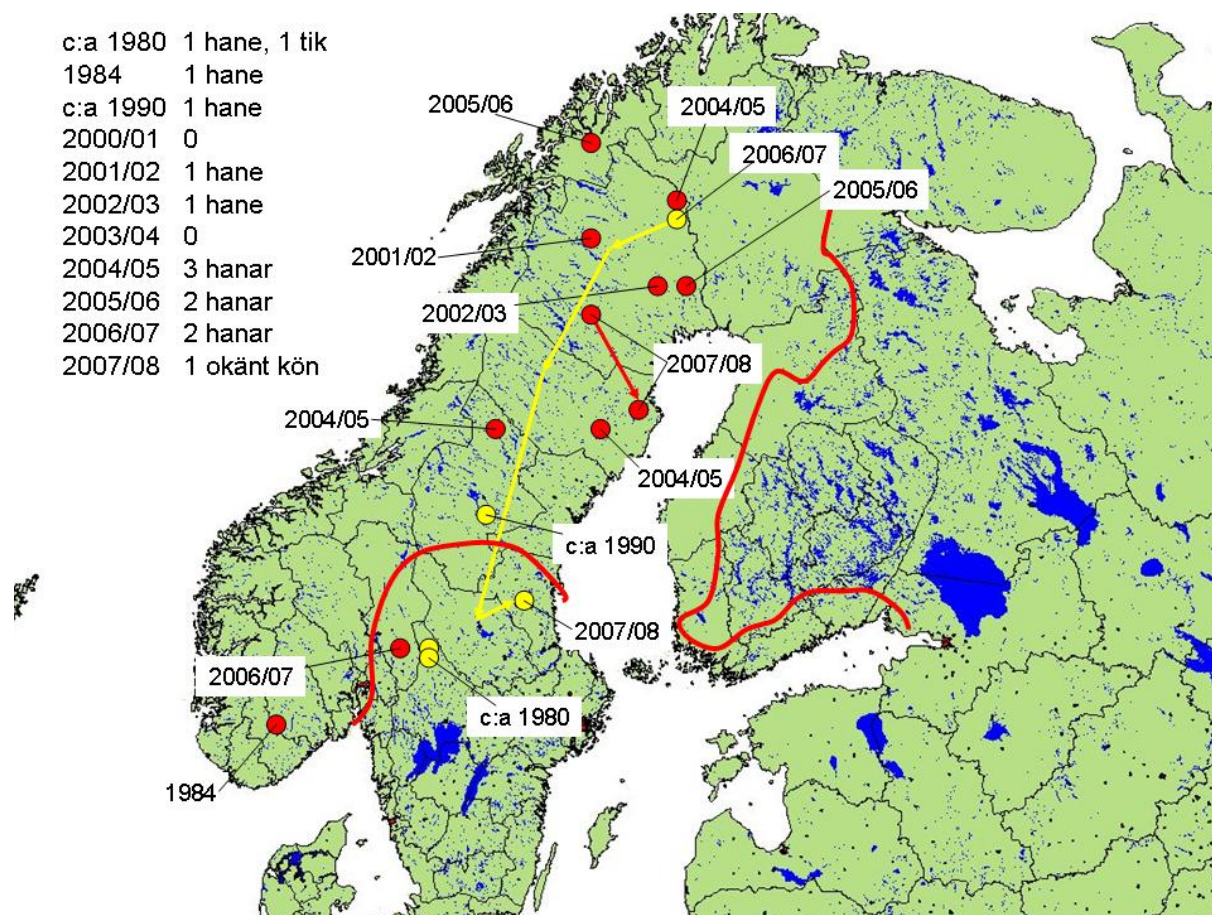 c:a 1980 1 hane, 1 tik
1984 1 hane
c:a 1990 1 hane
2000/01 0
2001/02 1 hane
2002/03 1 hane
2003/04 0
2004/05 3 hanar
2005/06 2 hanar
2006/07 2 hanar
2007/08 1 okänt kön
2005/06
2004/05
2006/07
2005/06
2001/02
2002/03
2007/08
2004/05
2004/05
c:a 1990
2007/08
2006/07
c:a 1980
1984